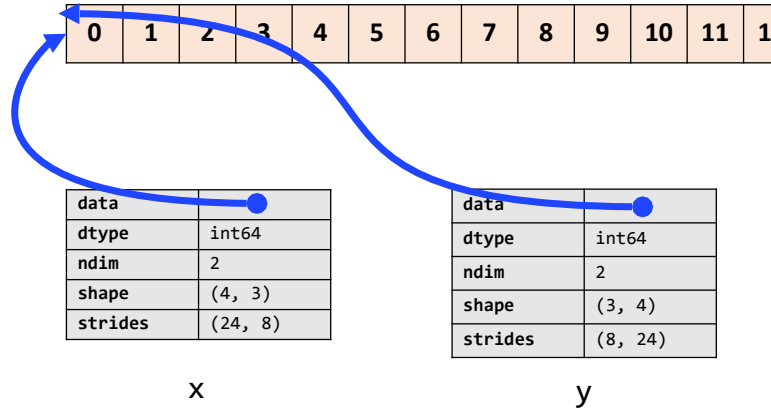 0 1 2 3 4 5 6 7 8 9 10 11 1
data
dtype int64
ndim 2
shape (4, 3)
strides (24, 8)
x
data
dtype int64
ndim 2
shape (3, 4)
strides (8, 24)
y